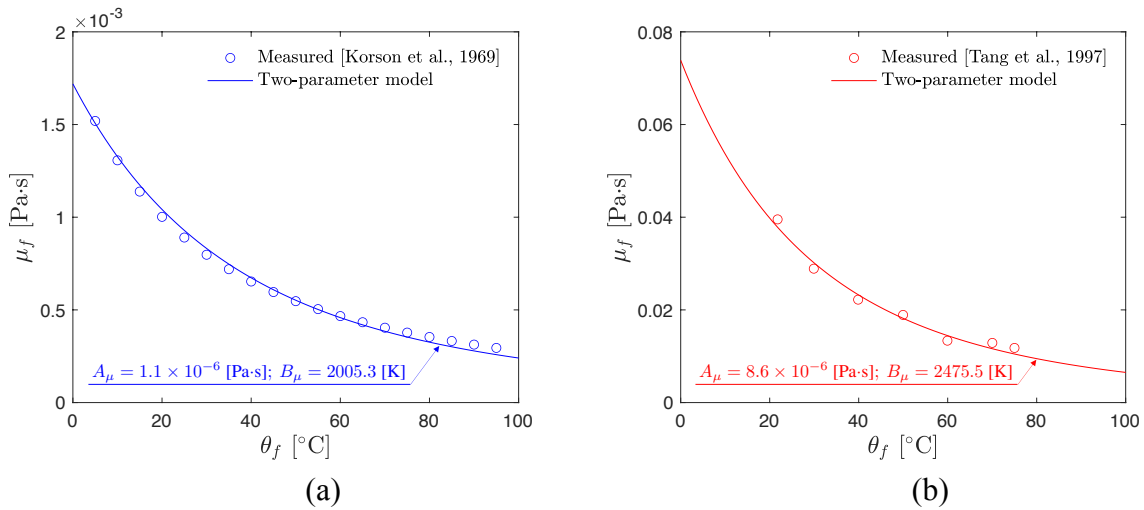 ×10⁻³
2
1.5
1
0.5
0
0 20 40 60 80 100
μ_f [Pa·s]
θ_f [°C]
Measured [Korson et al., 1969]
Two-parameter model
A_μ = 1.1 × 10⁻⁶ [Pa·s]; B_μ = 2005.3 [K]
(a)
0.08
0.06
0.04
0.02
0
0 20 40 60 80 100
μ_f [Pa·s]
θ_f [°C]
Measured [Tang et al., 1997]
Two-parameter model
A_μ = 8.6 × 10⁻⁶ [Pa·s]; B_μ = 2475.5 [K]
(b)